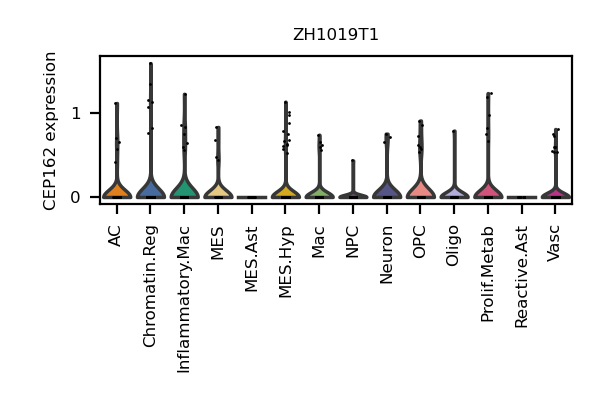 ZH1019T1
CEP162 expression
1
0
AC
Chromatin.Reg
Inflammatory.Mac
MES
MES.Ast
MES.Hyp
Mac
NPC
Neuron
OPC
Oligo
Prolif.Metab
Reactive.Ast
Vasc